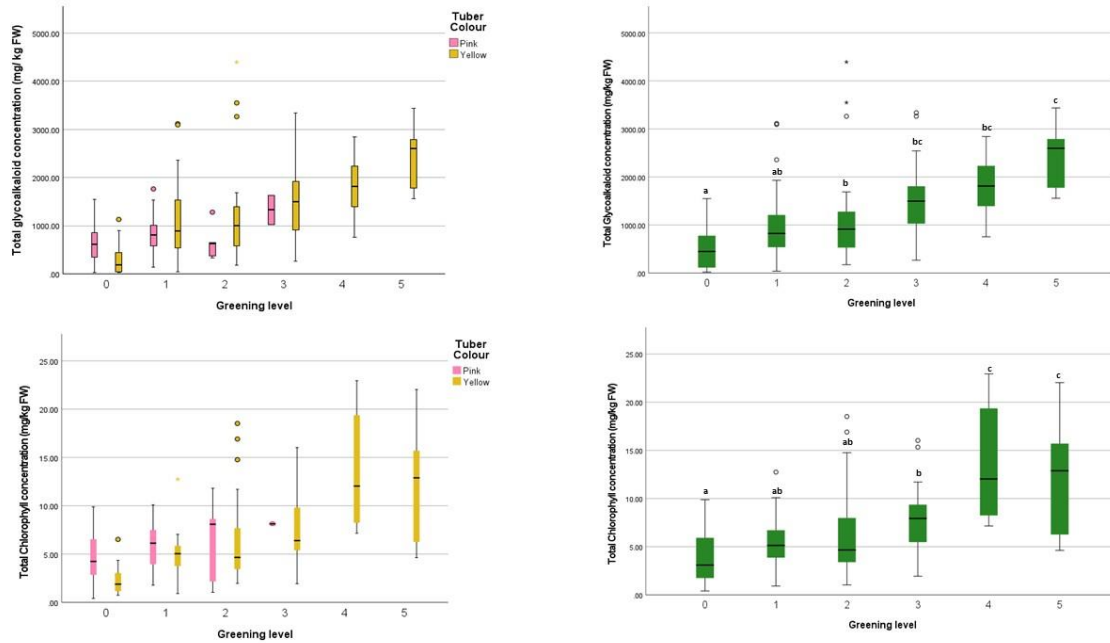 Total glycoalkaloid concentration (mg/ kg FW)
5000.00
4000.00
3000.00
2000.00
1000.00
.00
0 1 2 3 4 5
Greening level
Tuber
Colour
Pink
Yellow
Total Glycoalkaloid concentration (mg/kg FW)
5000.00
4000.00
3000.00
2000.00
1000.00
.00
a ab b bc bc c
0 1 2 3 4 5
Greening level
Total Chlorophyll concentration (mg/kg FW)
25.00
20.00
15.00
10.00
5.00
.00
0 1 2 3 4 5
Greening level
Tuber
Colour
Pink
Yellow
Total Chlorophyll concentration (mg/kg FW)
25.00
20.00
15.00
10.00
5.00
.00
a ab ab b c c
0 1 2 3 4 5
Greening level